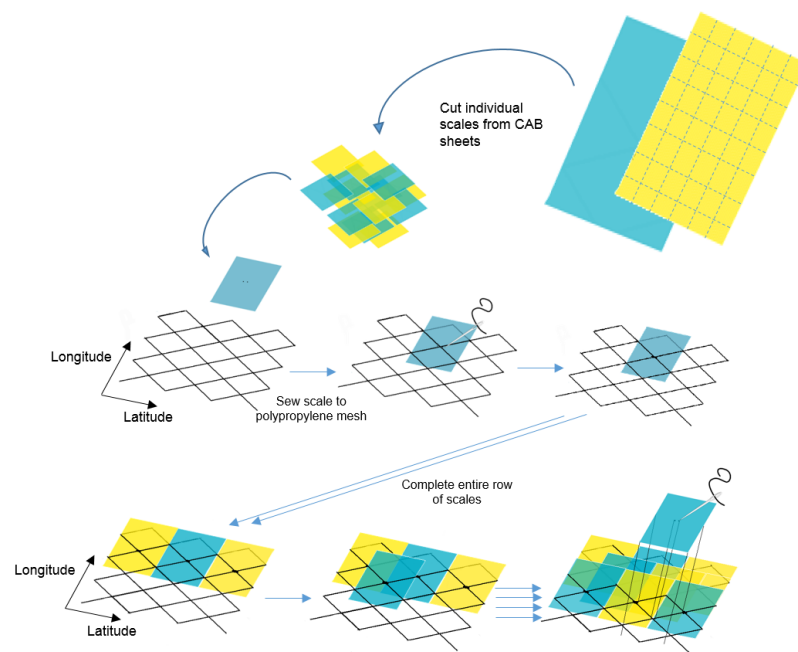 Cut individual
scales from CAB
sheets
Longitude
Latitude
Sew scale to
polypropylene mesh
Complete entire row
of scales
Longitude
Latitude